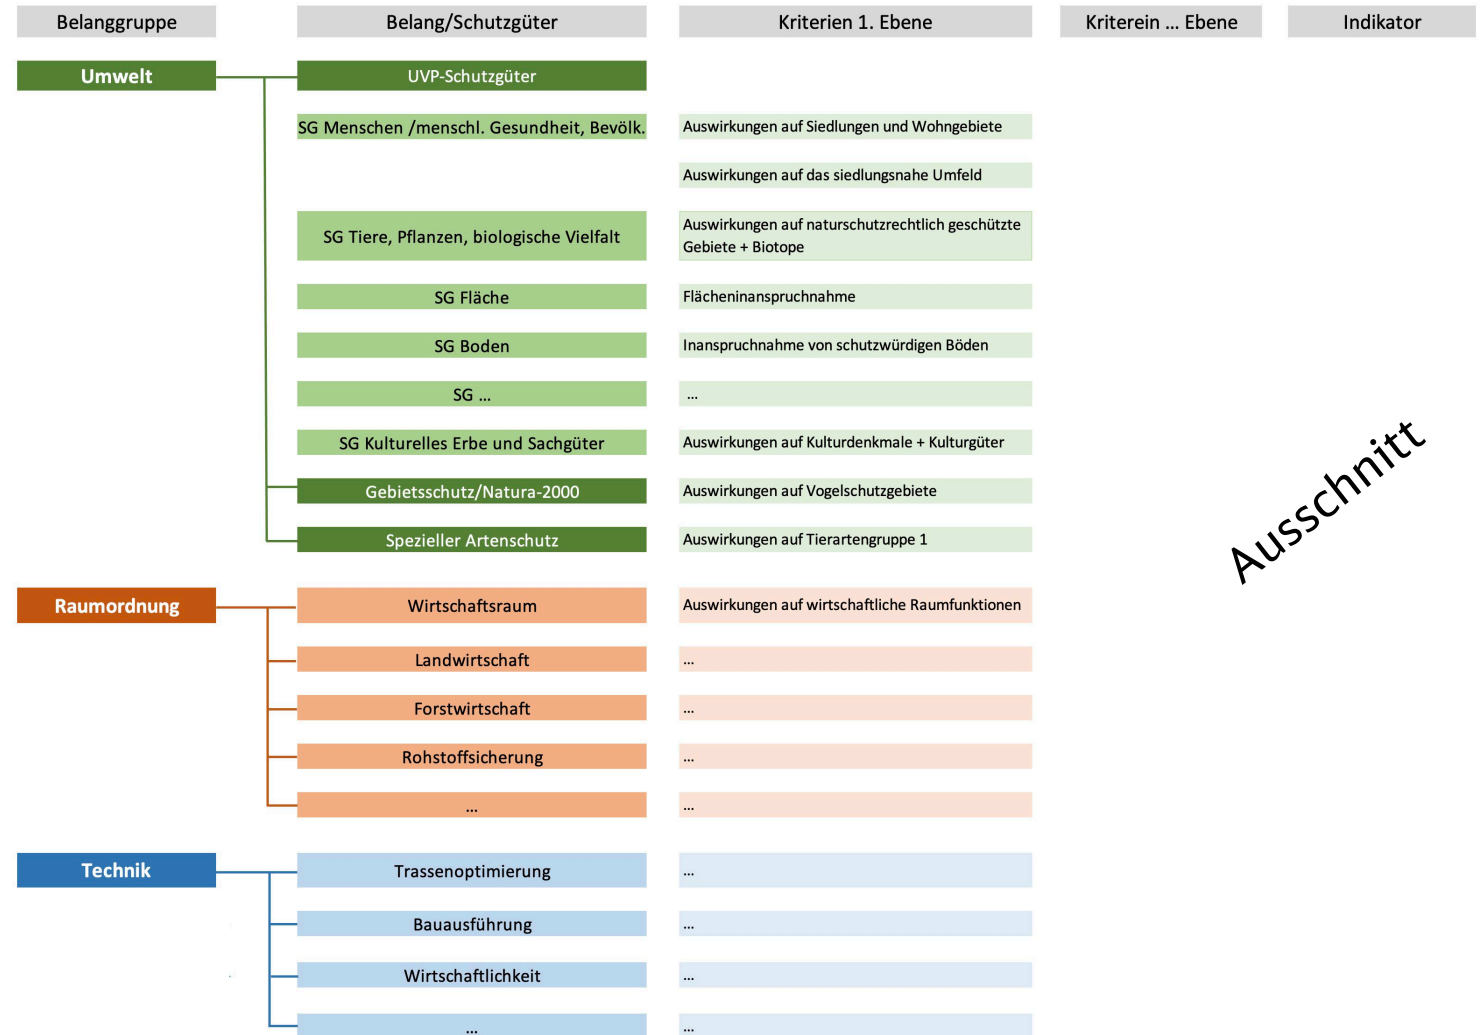 Belanggruppe Belang/Schutzgüter Kriterien 1. Ebene Kriterein ... Ebene Indikator
Umwelt UVP-Schutzgüter
SG Menschen /menschl. Gesundheit, Bevölk. Auswirkungen auf Siedlungen und Wohngebiete
Auswirkungen auf das siedlungsnahe Umfeld
SG Tiere, Pflanzen, biologische Vielfalt Auswirkungen auf naturschutzrechtlich geschützte
Gebiete + Biotope
SG Fläche Flächeninanspruchnahme
SG Boden Inanspruchnahme von schutzwürdigen Böden
SG ... ...
SG Kulturelles Erbe und Sachgüter Auswirkungen auf Kulturdenkmale + Kulturgüter
Gebietsschutz/Natura-2000 Auswirkungen auf Vogelschutzgebiete
Spezieller Artenschutz Auswirkungen auf Tierartengruppe 1
Ausschnitt
Raumordnung Wirtschaftsraum Auswirkungen auf wirtschaftliche Raumfunktionen
Landwirtschaft ...
Forstwirtschaft ...
Rohstoffsicherung ...
... ...
Technik Trassenoptimierung ...
Bauausführung ...
Wirtschaftlichkeit ...
... ...